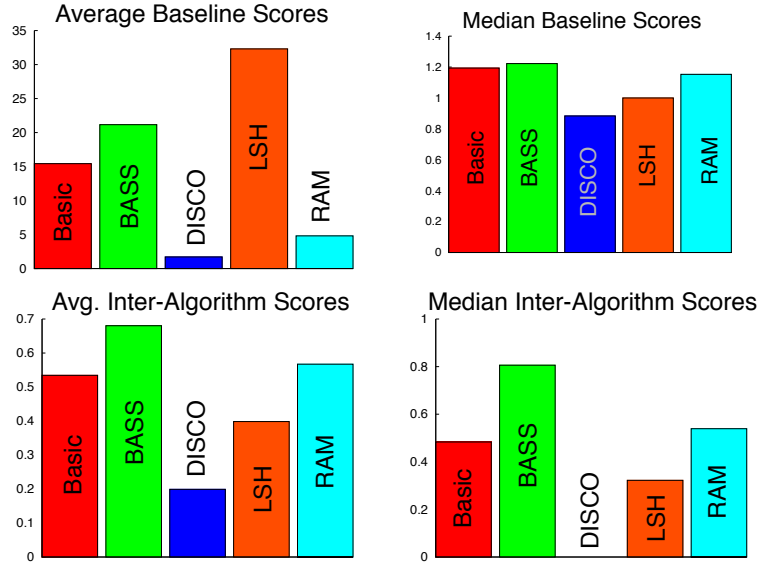 Average Baseline Scores
35
30
25
20
15
10
5
0
Basic
BASS
DISCO
LSH
RAM
Median Baseline Scores
1.4
1.2
1
0.8
0.6
0.4
0.2
0
Basic
BASS
DISCO
LSH
RAM
Avg. Inter-Algorithm Scores
0.7
0.6
0.5
0.4
0.3
0.2
0.1
0
Basic
BASS
DISCO
LSH
RAM
Median Inter-Algorithm Scores
1
0.8
0.6
0.4
0.2
0
Basic
BASS
DISCO
LSH
RAM